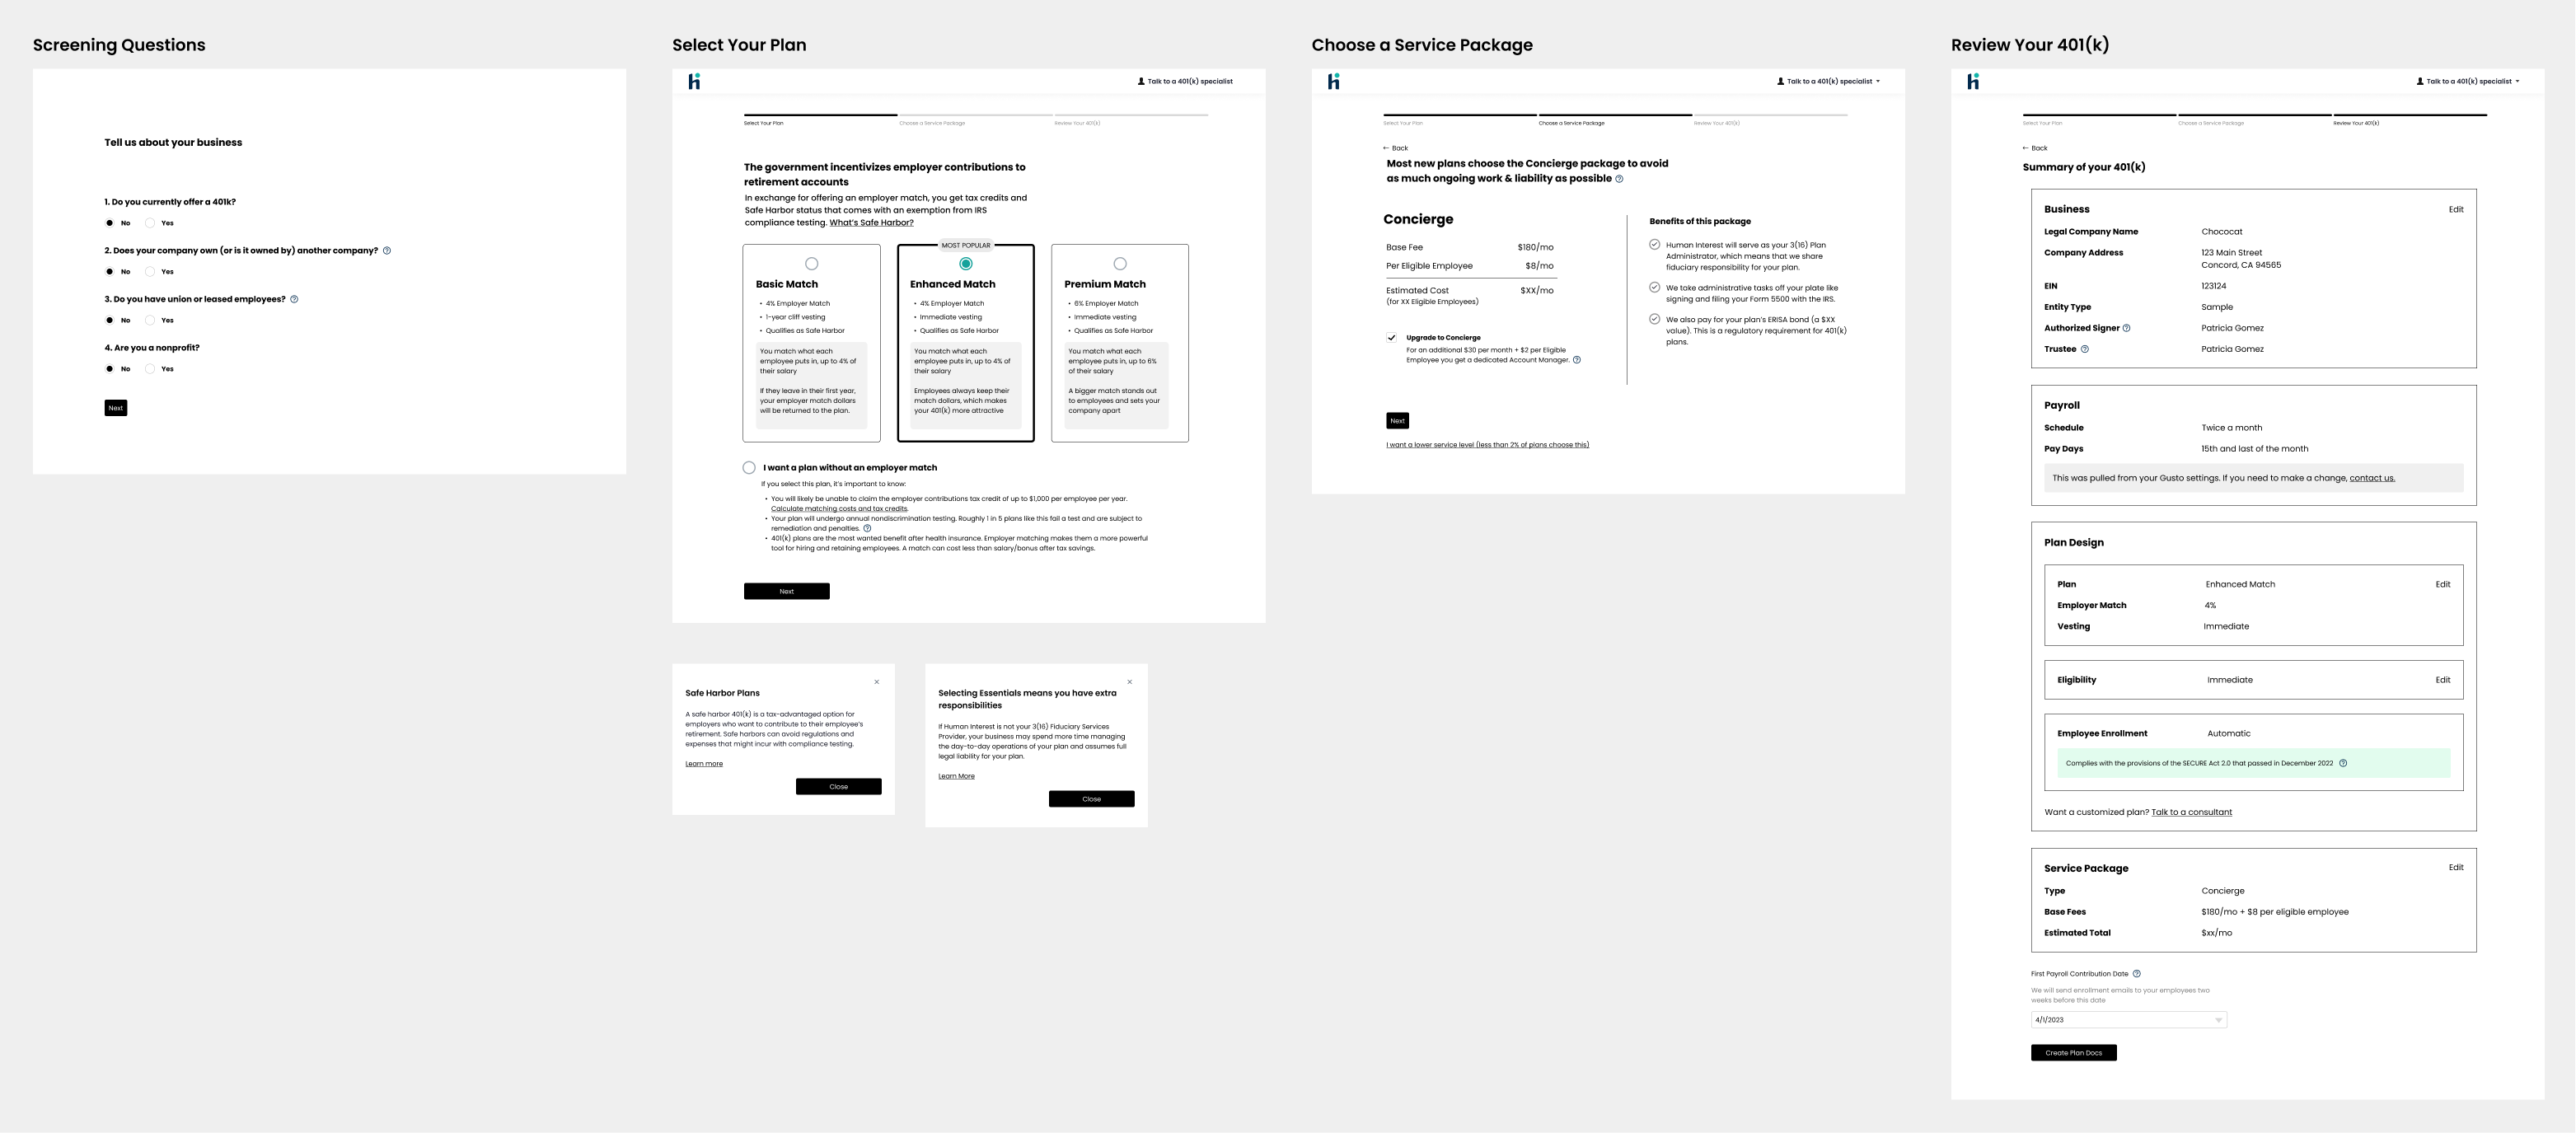 Screening Questions
Tell us about your business
1. Do you currently offer a 401k?
No Yes
2. Does your company own (or is it owned by) another company?
No Yes
3. Do you have union or leased employees?
No Yes
4. Are you a nonprofit?
No Yes
Next
Select Your Plan
Talk to a 401(k) specialist
Select Your Plan
Choose a Service Package
Review Your 401(k)
The government incentivizes employer contributions to
retirement accounts
In exchange for offering an employer match, you get tax credits and
Safe Harbor status that comes with an exemption from IRS
compliance testing. What's Safe Harbor?
Basic Match
• 4% Employer Match
• 1-year cliff vesting
• Qualifies as Safe Harbor
You match what each
employee puts in, up to 4% of
their salary
If they leave in their first year,
your employer match dollars
will be returned to the plan.
MOST POPULAR
Enhanced Match
• 4% Employer Match
• Immediate vesting
• Qualifies as Safe Harbor
You match what each
employee puts in, up to 4% of
their salary
Employees always keep their
match dollars, which makes
your 401(k) more attractive
Premium Match
• 6% Employer Match
• Immediate vesting
• Qualifies as Safe Harbor
You match what each
employee puts in, up to 6%
of their salary
A bigger match stands out
to employees and sets your
company apart
I want a plan without an employer match
If you select this plan, it's important to know:
• You will likely be unable to claim the employer contributions tax credit of up to $1,000 per employee per year.
Calculate matching costs and tax credits.
• Your plan will undergo annual nondiscrimination testing. Roughly 1 in 5 plans like this fail a test and are subject to
remediation and penalties.
• 401(k) plans are the most wanted benefit after health insurance. Employer matching makes them a more powerful
tool for hiring and retaining employees. A match can cost less than salary/bonus after tax savings.
Next
Safe Harbor Plans
A safe harbor 401(k) is a tax-advantaged option for
employers who want to contribute to their employee's
retirement. Safe harbors can avoid regulations and
expenses that might incur with compliance testing.
Learn more
Close
Selecting Essentials means you have extra
responsibilities
If Human Interest is not your 3(16) Fiduciary Services
Provider, your business may spend more time managing
the day-to-day operations of your plan and assumes full
legal liability for your plan.
Learn More
Close
Choose a Service Package
Talk to a 401(k) specialist
Select Your Plan
Choose a Service Package
Review Your 401(k)
← Back
Most new plans choose the Concierge package to avoid
as much ongoing work & liability as possible
Concierge
Base Fee $180/mo
Per Eligible Employee $8/mo
Estimated Cost $XX/mo
(for XX Eligible Employees)
Upgrade to Concierge
For an additional $30 per month + $2 per Eligible
Employee you get a dedicated Account Manager.
Benefits of this package
Human Interest will serve as your 3(16) Plan
Administrator, which means that we share
fiduciary responsibility for your plan.
We take administrative tasks off your plate like
signing and filing your Form 5500 with the IRS.
We also pay for your plan's ERISA bond (a $XX
value). This is a regulatory requirement for 401(k)
plans.
Next
I want a lower service level (less than 2% of plans choose this)
Review Your 401(k)
Talk to a 401(k) specialist
Select Your Plan
Choose a Service Package
Review Your 401(k)
← Back
Summary of your 401(k)
Business Edit
Legal Company Name Chococat
Company Address 123 Main Street
Concord, CA 94565
EIN 123124
Entity Type Sample
Authorized Signer Patricia Gomez
Trustee Patricia Gomez
Payroll
Schedule Twice a month
Pay Days 15th and last of the month
This was pulled from your Gusto settings. If you need to make a change, contact us.
Plan Design
Plan Enhanced Match Edit
Employer Match 4%
Vesting Immediate
Eligibility Immediate Edit
Employee Enrollment Automatic
Complies with the provisions of the SECURE Act 2.0 that passed in December 2022
Want a customized plan? Talk to a consultant
Service Package Edit
Type Concierge
Base Fees $180/mo + $8 per eligible employee
Estimated Total $xx/mo
First Payroll Contribution Date
We will send enrollment emails to your employees two
weeks before this date
4/1/2023
Create Plan Docs